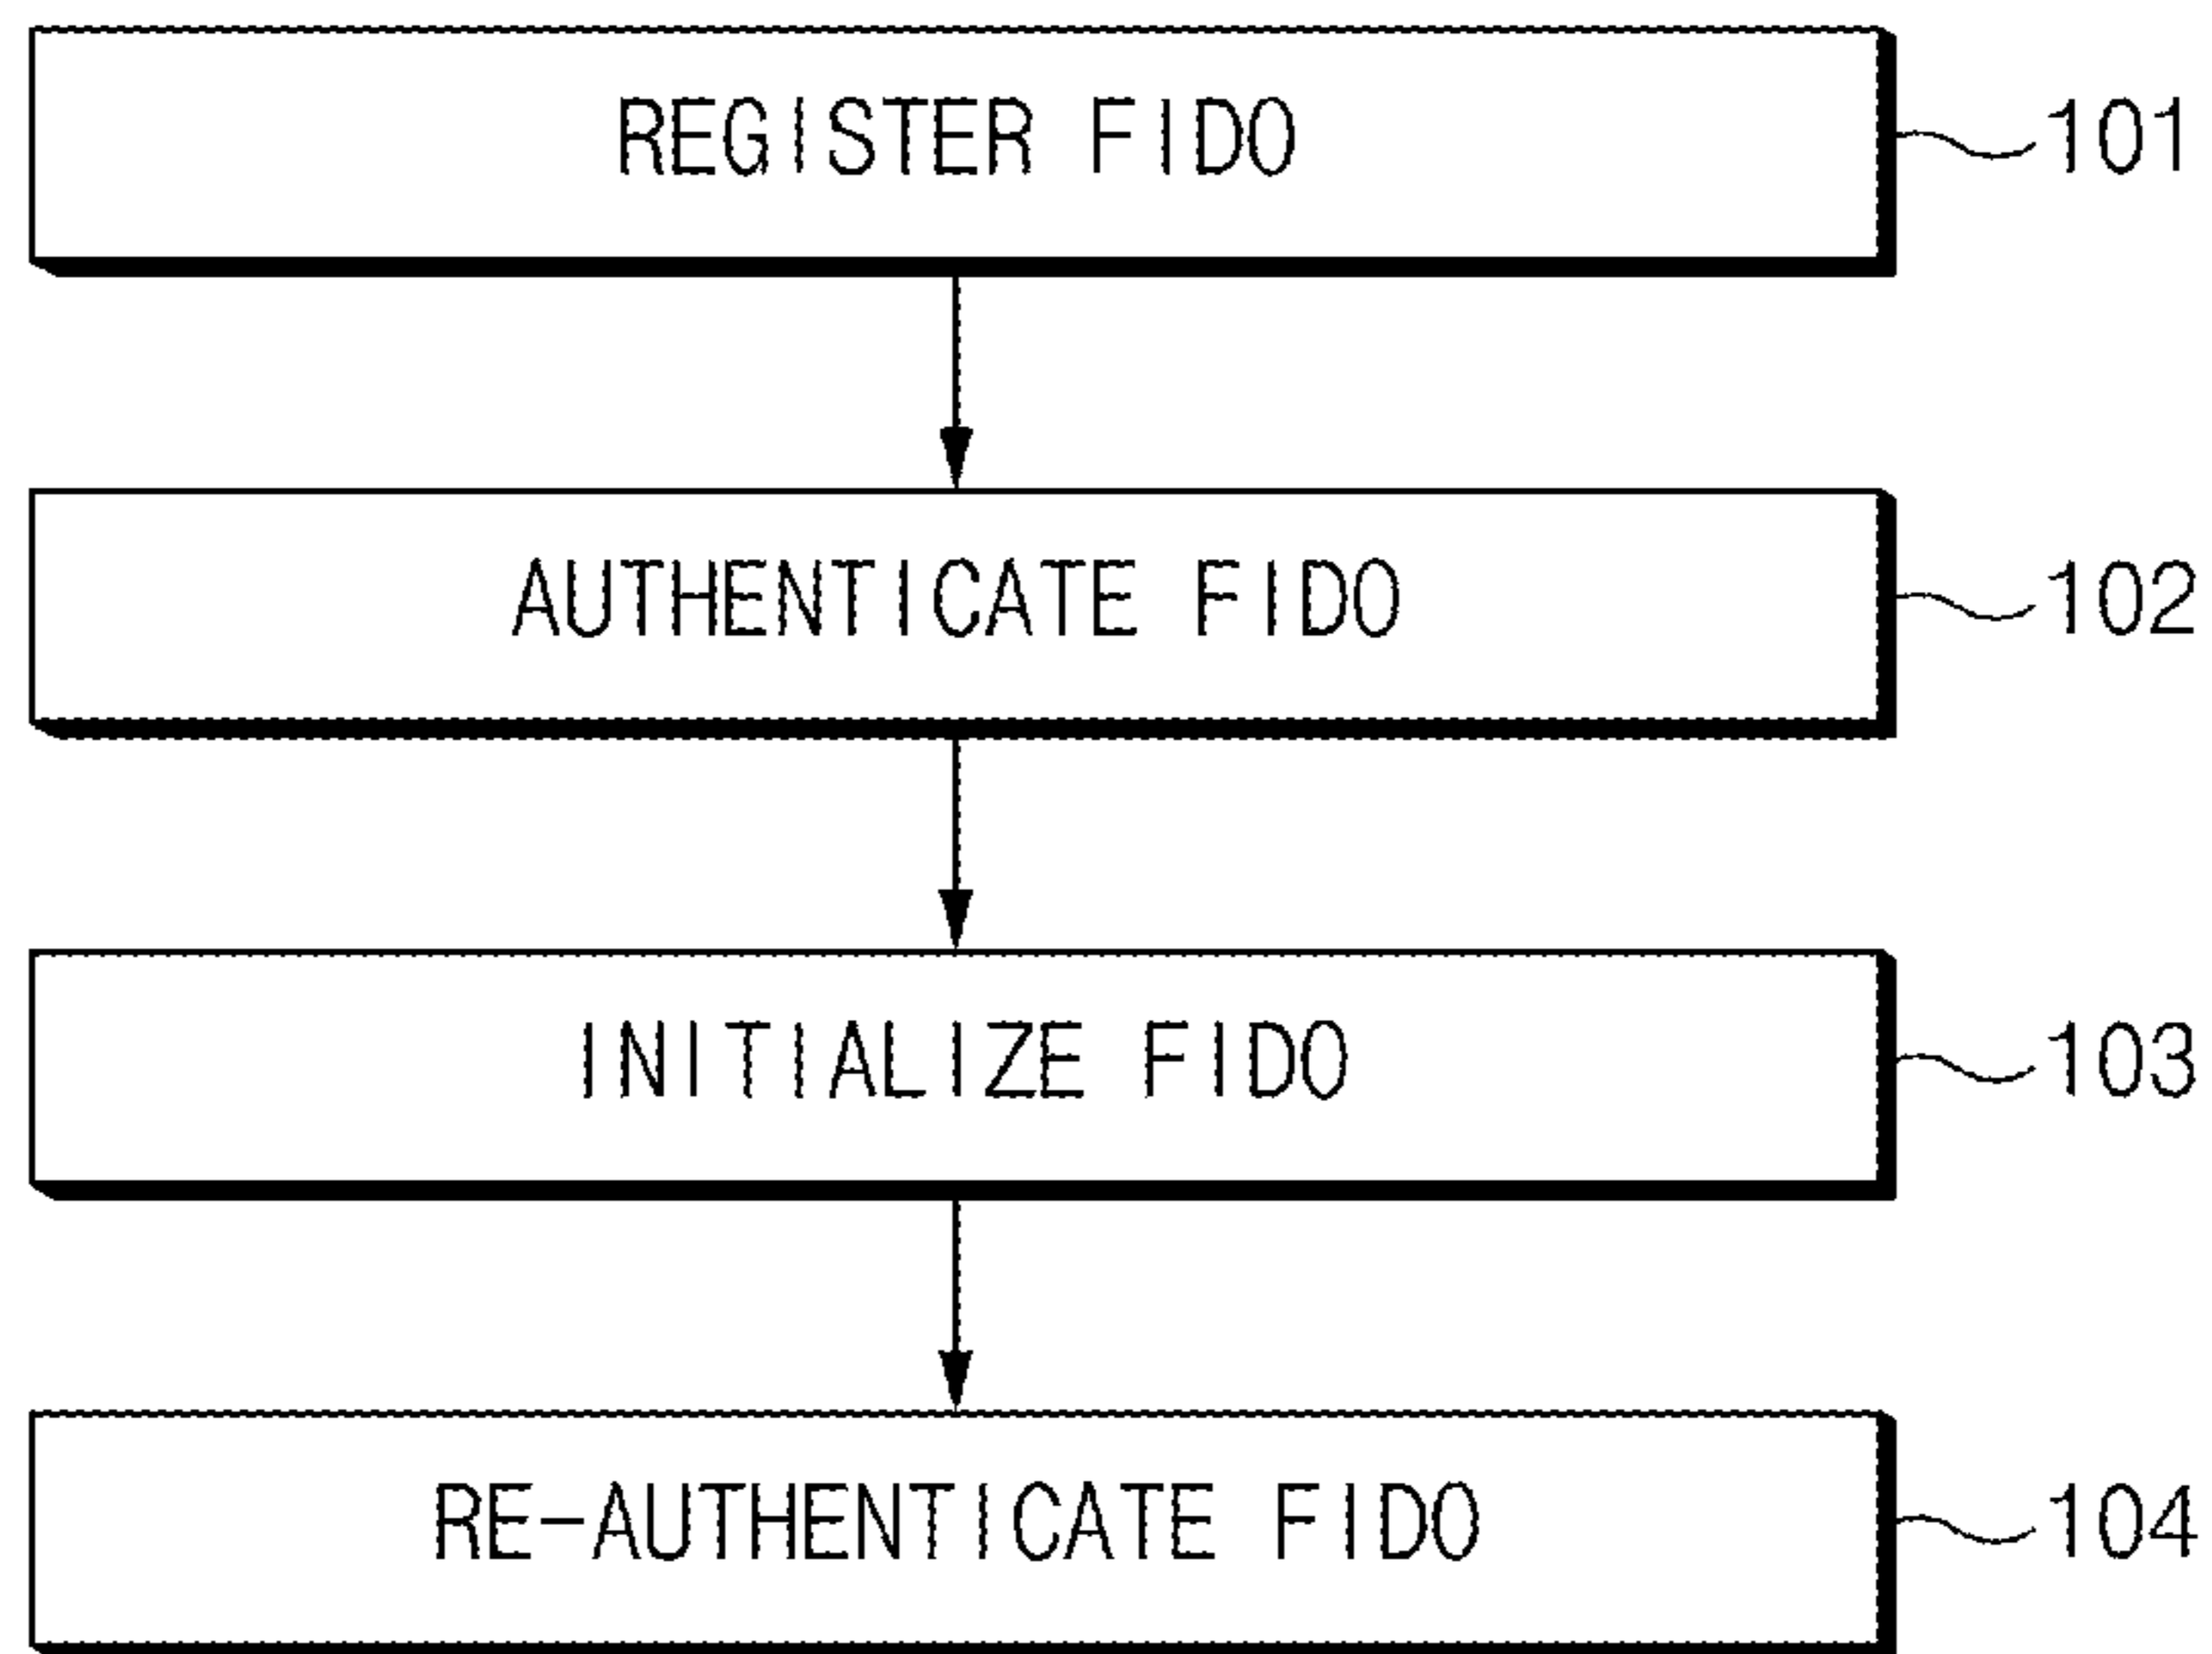 REGISTER FIDO 101
AUTHENTICATE FIDO 102
INITIALIZE FIDO 103
RE-AUTHENTICATE FIDO 104